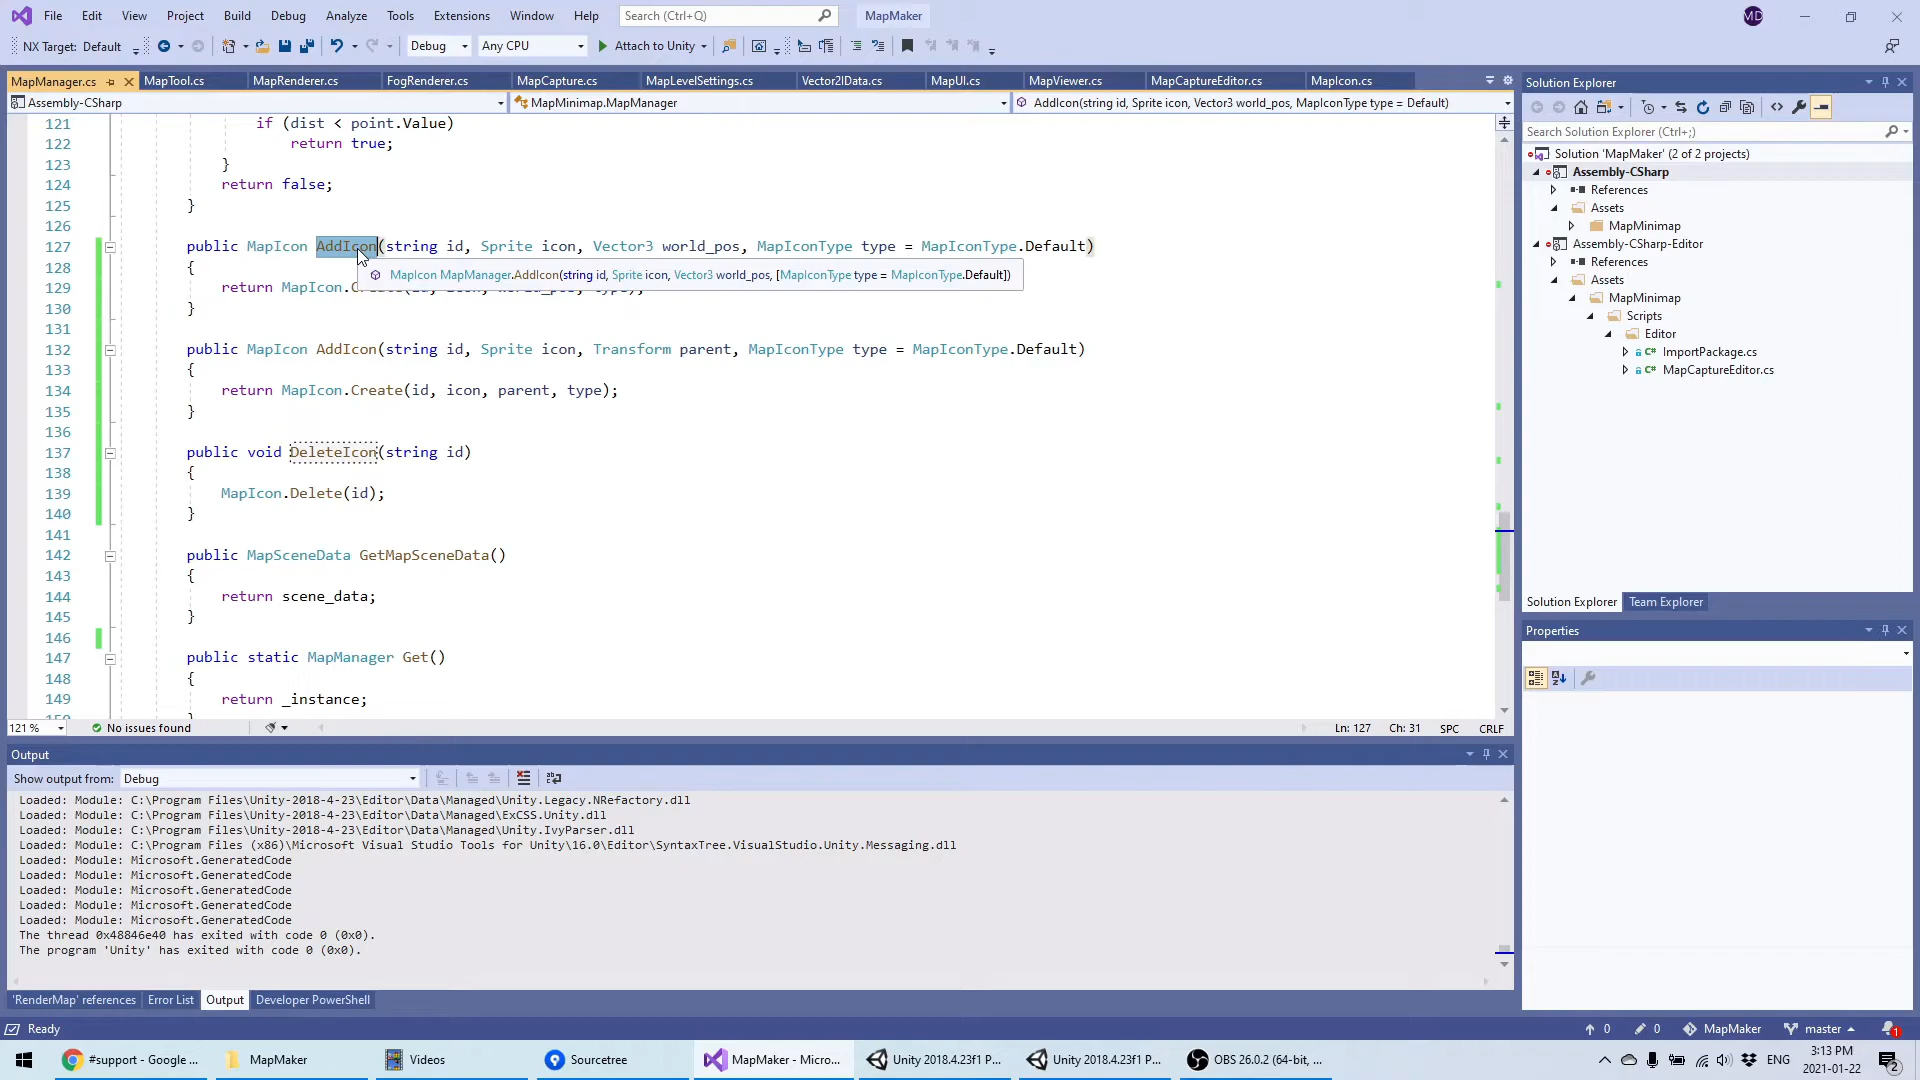 File Edit View Project Build Debug Analyze Tools Extensions Window Help Search (Ctrl+Q) MapMaker MD
NX Target: Default Debug Any CPU Attach to Unity
MapManager.cs MapTool.cs MapRenderer.cs FogRenderer.cs MapCapture.cs MapLevelSettings.cs Vector2IData.cs MapUI.cs MapViewer.cs MapCaptureEditor.cs MapIcon.cs
Assembly-CSharp MapMinimap.MapManager AddIcon(string id, Sprite icon, Vector3 world_pos, MapIconType type = Default)
121 if (dist < point.Value)
122 return true;
123 }
124 return false;
125 }
126
127 public MapIcon AddIcon(string id, Sprite icon, Vector3 world_pos, MapIconType type = MapIconType.Default)
128 {
MapIcon MapManager.AddIcon(string id, Sprite icon, Vector3 world_pos, [MapIconType type = MapIconType.Default])
129 return MapIcon.Create(id, icon, world_pos, type);
130 }
131
132 public MapIcon AddIcon(string id, Sprite icon, Transform parent, MapIconType type = MapIconType.Default)
133 {
134 return MapIcon.Create(id, icon, parent, type);
135 }
136
137 public void DeleteIcon(string id)
138 {
139 MapIcon.Delete(id);
140 }
141
142 public MapSceneData GetMapSceneData()
143 {
144 return scene_data;
145 }
146
147 public static MapManager Get()
148 {
149 return _instance;
150 }
121 % No issues found Ln: 127 Ch: 31 SPC CRLF
Output
Show output from: Debug
Loaded: Module: C:\Program Files\Unity-2018-4-23\Editor\Data\Managed\Unity.Legacy.NRefactory.dll
Loaded: Module: C:\Program Files\Unity-2018-4-23\Editor\Data\Managed\ExCSS.Unity.dll
Loaded: Module: C:\Program Files\Unity-2018-4-23\Editor\Data\Managed\Unity.IvyParser.dll
Loaded: Module: C:\Program Files (x86)\Microsoft Visual Studio Tools for Unity\16.0\Editor\SyntaxTree.VisualStudio.Unity.Messaging.dll
Loaded: Module: Microsoft.GeneratedCode
Loaded: Module: Microsoft.GeneratedCode
Loaded: Module: Microsoft.GeneratedCode
Loaded: Module: Microsoft.GeneratedCode
Loaded: Module: Microsoft.GeneratedCode
The thread 0x48846e40 has exited with code 0 (0x0).
The program 'Unity' has exited with code 0 (0x0).
'RenderMap' references Error List Output Developer PowerShell
Solution Explorer
Search Solution Explorer (Ctrl+;)
Solution 'MapMaker' (2 of 2 projects)
Assembly-CSharp
References
Assets
MapMinimap
Assembly-CSharp-Editor
References
Assets
MapMinimap
Scripts
Editor
C# ImportPackage.cs
C# MapCaptureEditor.cs
Solution Explorer Team Explorer
Properties
Ready 0 0 MapMaker master 1
#support - Google ... MapMaker Videos Sourcetree MapMaker - Micro... Unity 2018.4.23f1 P... Unity 2018.4.23f1 P... OBS 26.0.2 (64-bit, ... ENG 3:13 PM
2021-01-22 2